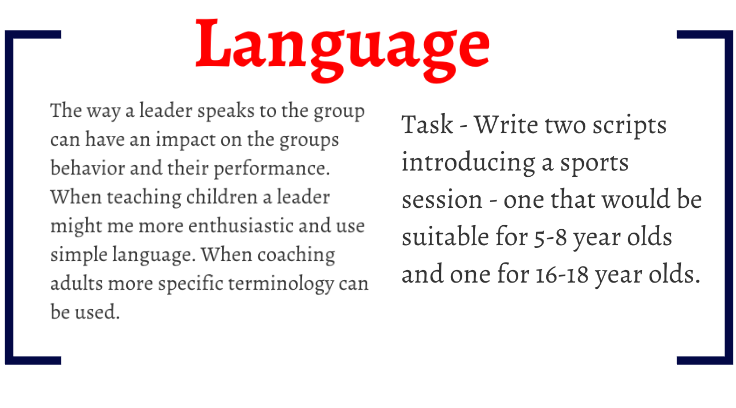 Language
The way a leader speaks to the group
can have an impact on the groups
behavior and their performance.
When teaching children a leader
might me more enthusiastic and use
simple language. When coaching
adults more specific terminology can
be used.
Task - Write two scripts
introducing a sports
session - one that would be
suitable for 5-8 year olds
and one for 16-18 year olds.